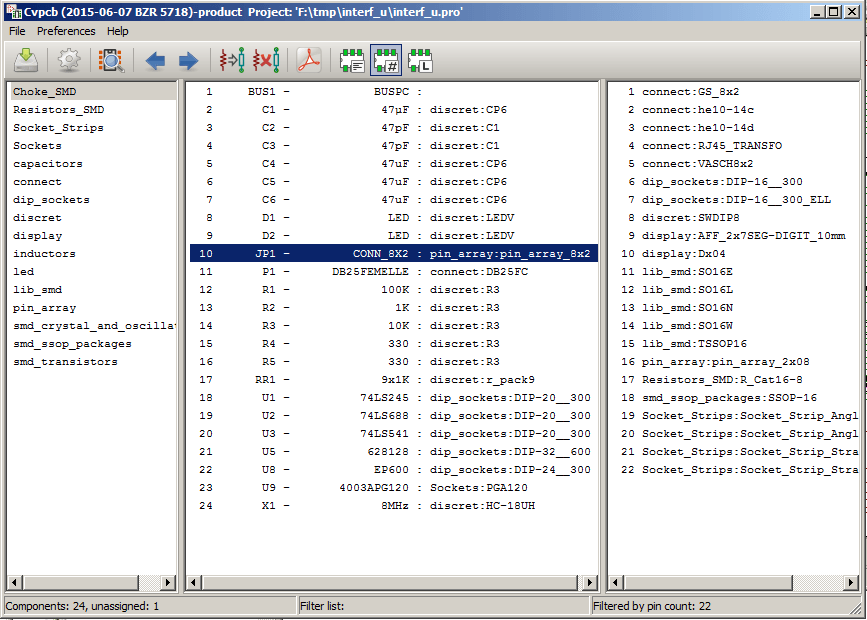 Cvpcb (2015-06-07 BZR 5718)-product Project: 'F:\tmp\interf_u\interf_u.pro'
File Preferences Help
Choke_SMD
Resistors_SMD
Socket_Strips
Sockets
capacitors
connect
dip_sockets
discret
display
inductors
led
lib_smd
pin_array
smd_crystal_and_oscilla
smd_ssop_packages
smd_transistors
1 BUS1 - BUSPC :
2 C1 - 47µF : discret:CP6
3 C2 - 47pF : discret:C1
4 C3 - 47pF : discret:C1
5 C4 - 47uF : discret:CP6
6 C5 - 47uF : discret:CP6
7 C6 - 47uF : discret:CP6
8 D1 - LED : discret:LEDV
9 D2 - LED : discret:LEDV
10 JP1 - CONN_8X2 : pin_array:pin_array_8x2
11 P1 - DB25FEMELLE : connect:DB25FC
12 R1 - 100K : discret:R3
13 R2 - 1K : discret:R3
14 R3 - 10K : discret:R3
15 R4 - 330 : discret:R3
16 R5 - 330 : discret:R3
17 RR1 - 9x1K : discret:r_pack9
18 U1 - 74LS245 : dip_sockets:DIP-20__300
19 U2 - 74LS688 : dip_sockets:DIP-20__300
20 U3 - 74LS541 : dip_sockets:DIP-20__300
21 U5 - 628128 : dip_sockets:DIP-32__600
22 U8 - EP600 : dip_sockets:DIP-24__300
23 U9 - 4003APG120 : Sockets:PGA120
24 X1 - 8MHz : discret:HC-18UH
1 connect:GS_8x2
2 connect:he10-14c
3 connect:he10-14d
4 connect:RJ45_TRANSFO
5 connect:VASCH8x2
6 dip_sockets:DIP-16__300
7 dip_sockets:DIP-16__300_ELL
8 discret:SWDIP8
9 display:AFF_2x7SEG-DIGIT_10mm
10 display:Dx04
11 lib_smd:SO16E
12 lib_smd:SO16L
13 lib_smd:SO16N
14 lib_smd:SO16W
15 lib_smd:TSSOP16
16 pin_array:pin_array_2x08
17 Resistors_SMD:R_Cat16-8
18 smd_ssop_packages:SSOP-16
19 Socket_Strips:Socket_Strip_Angl
20 Socket_Strips:Socket_Strip_Angl
21 Socket_Strips:Socket_Strip_Stra
22 Socket_Strips:Socket_Strip_Stra
Components: 24, unassigned: 1
Filter list:
Filtered by pin count: 22